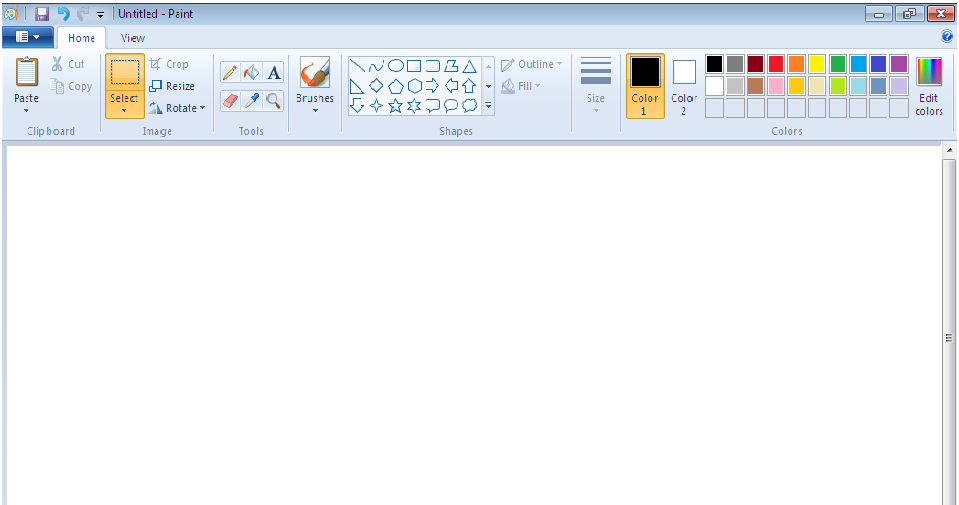 Untitled - Paint
Home View
Paste
Cut
Copy
Clipboard
Select
Crop
Resize
Rotate
Image
A
Tools
Brushes
Outline
Fill
Shapes
Size
Color
1
Color
2
Edit
colors
Colors